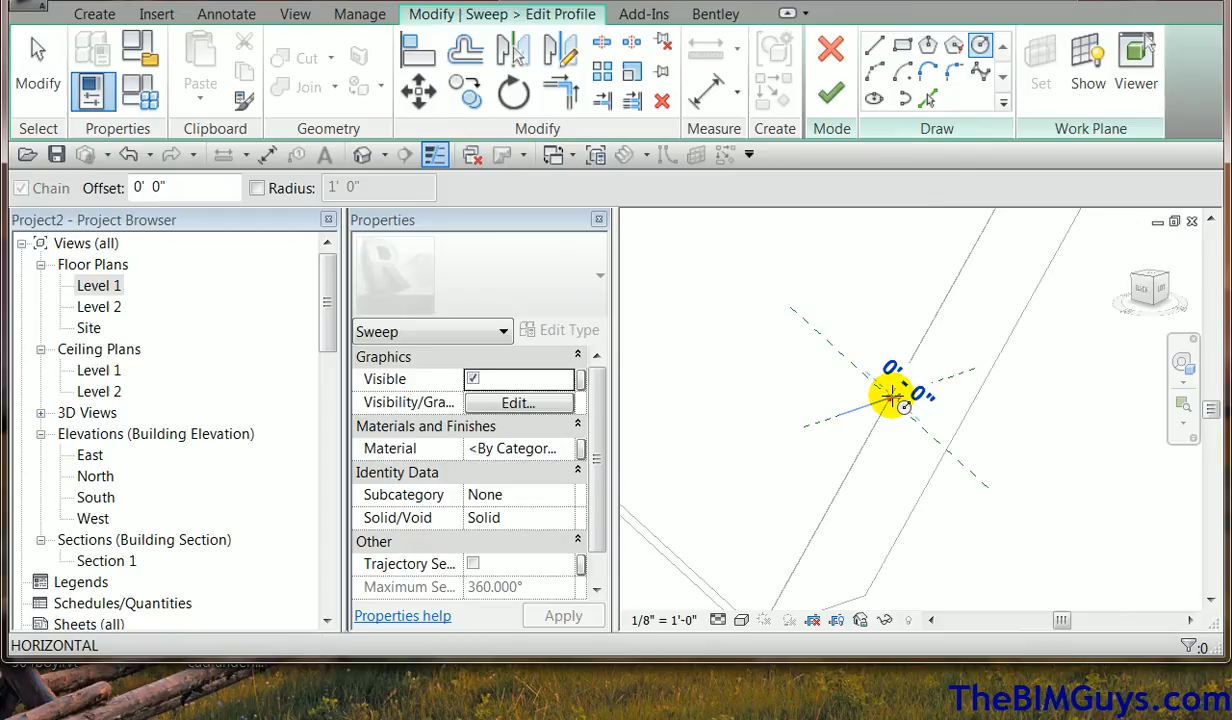 Create Insert Annotate View Manage Modify | Sweep > Edit Profile Add-Ins Bentley
Modify
Paste
Cut
Join
Set Show Viewer
Select Properties Clipboard Geometry Modify Measure Create Mode Draw Work Plane
Chain Offset: 0' 0" Radius: 1' 0"
Project2 - Project Browser
Views (all)
Floor Plans
Level 1
Level 2
Site
Ceiling Plans
Level 1
Level 2
3D Views
Elevations (Building Elevation)
East
North
South
West
Sections (Building Section)
Section 1
Legends
Schedules/Quantities
Sheets (all)
Properties
Sweep Edit Type
Graphics
Visible
Visibility/Gra... Edit...
Materials and Finishes
Material <By Categor...
Identity Data
Subcategory None
Solid/Void Solid
Other
Trajectory Se...
Maximum Se... 360.000°
Properties help Apply
0' - 0"
BACK LEFT
1/8" = 1'-0"
HORIZONTAL
:0
TheBIMGuys.com